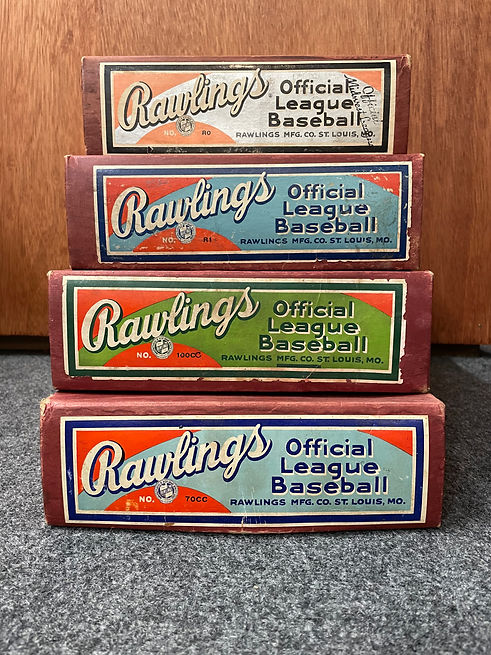 Rawlings
Official
League
Baseball
NO. RO
RAWLINGS MFG. CO. ST. LOUIS, MO.
Official
Rawlings
Official
League
Baseball
NO. R1
RAWLINGS MFG. CO. ST. LOUIS, MO.
Rawlings
Official
League
Baseball
NO. 100CC
RAWLINGS MFG. CO. ST. LOUIS, MO.
Rawlings
Official
League
Baseball
NO. 70CC
RAWLINGS MFG. CO. ST. LOUIS, MO.